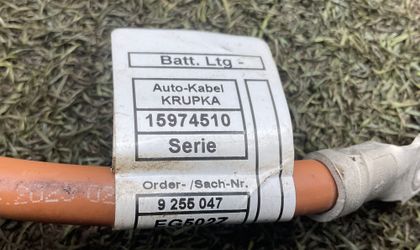 Batt. Ltg -
Auto-Kabel
KRUPKA
15974510
Serie
Order- /Sach-Nr.
9 255 047